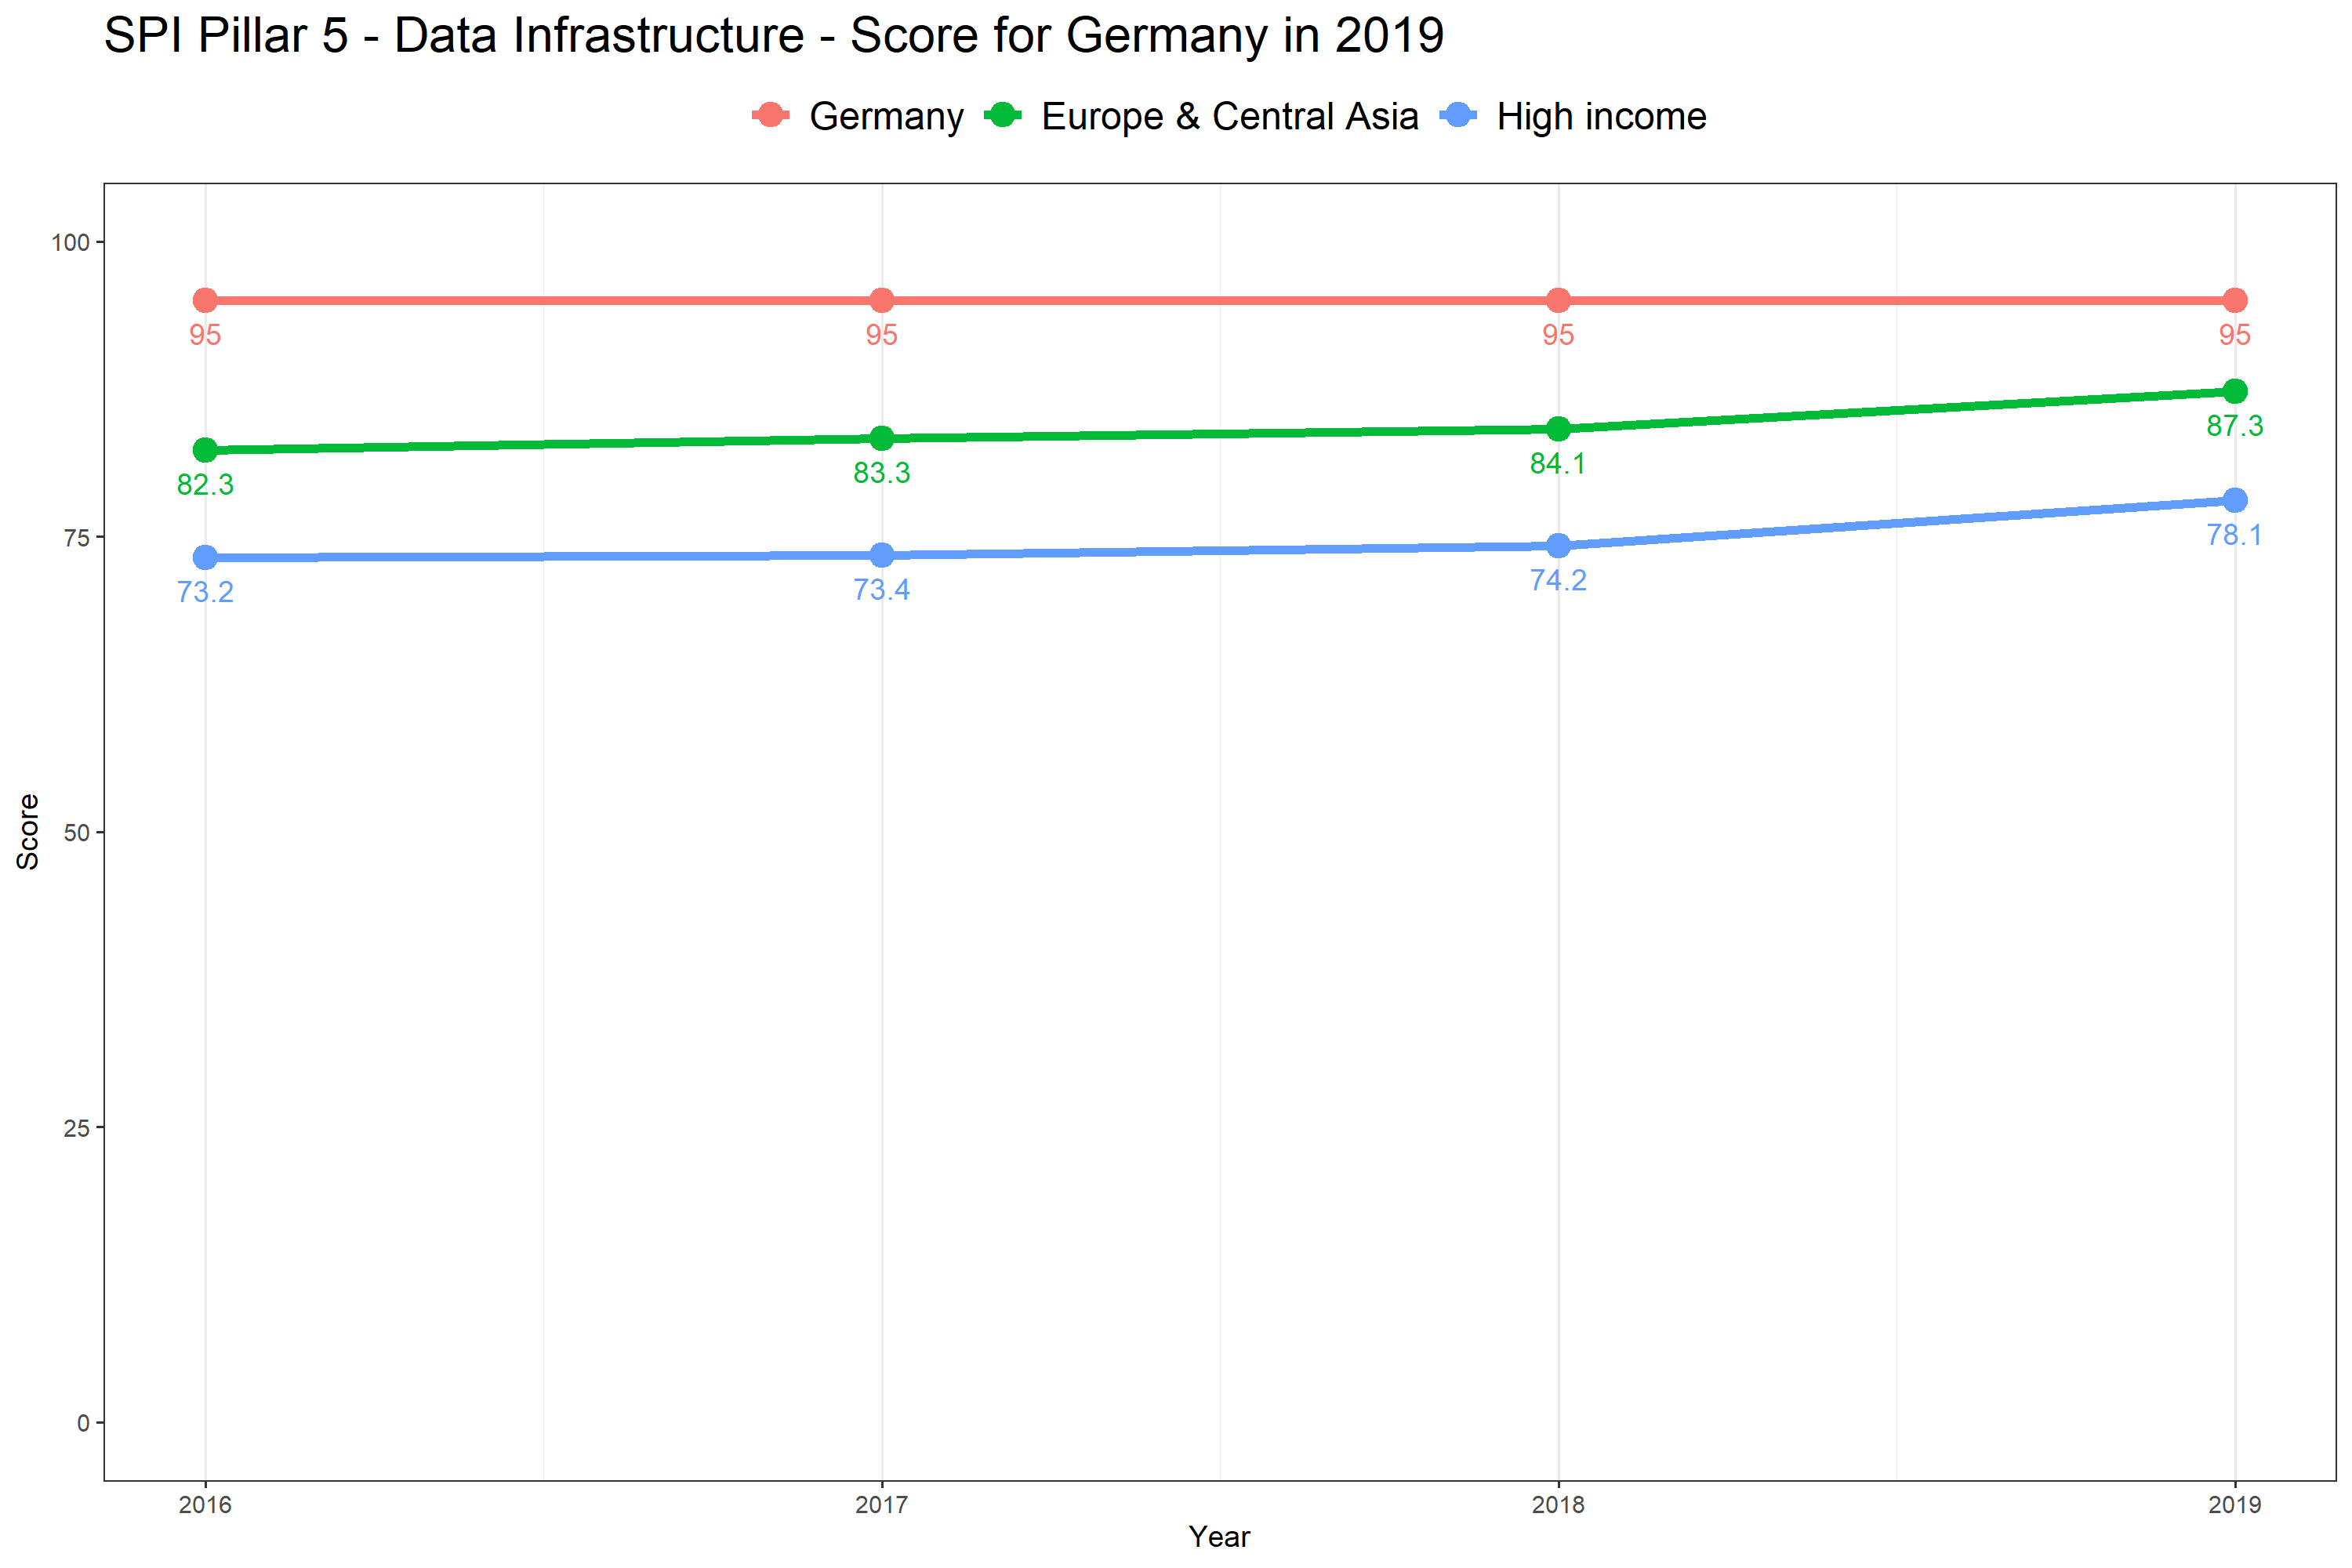 SPI Pillar 5 - Data Infrastructure - Score for Germany in 2019
Germany Europe & Central Asia High income
100
75
50
25
0
Score
95 95 95 95
82.3 83.3 84.1 87.3
73.2 73.4 74.2 78.1
2016 2017 2018 2019
Year